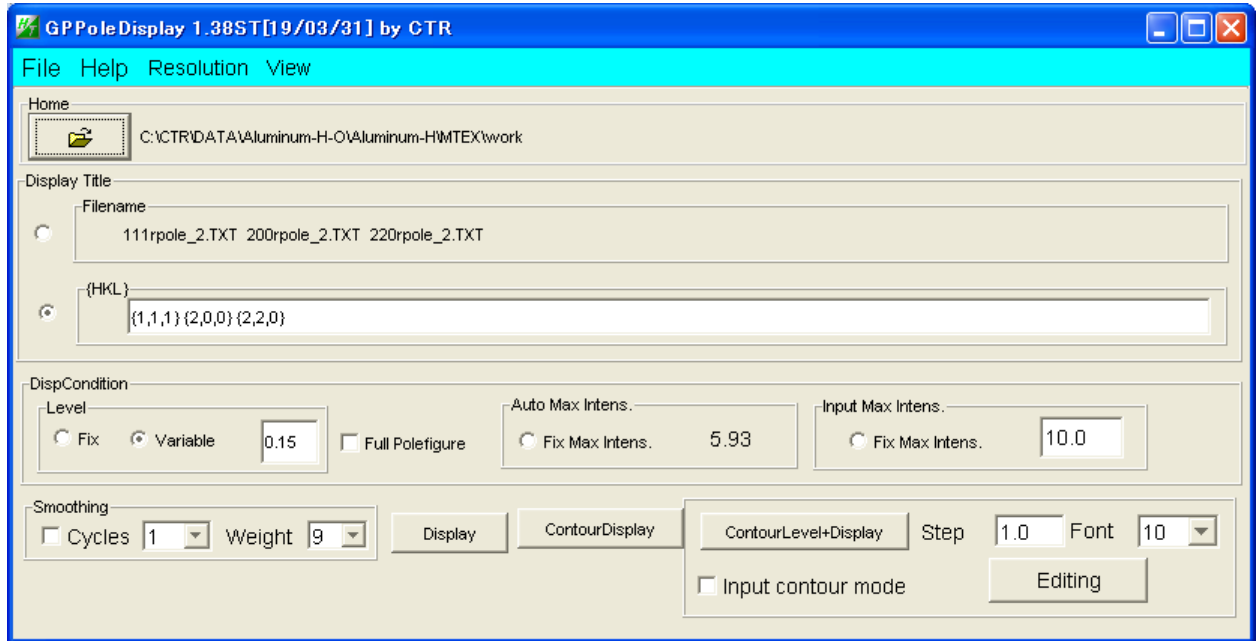 GPPoleDisplay 1.38ST[19/03/31] by CTR
File Help Resolution View
Home
C:\CTR\DATA\Aluminum-H-O\Aluminum-H\MTEX\work
Display Title
Filename
111rpole_2.TXT 200rpole_2.TXT 220rpole_2.TXT
{HKL}
{1,1,1} {2,0,0} {2,2,0}
DispCondition
Level
Fix Variable 0.15 Full Polefigure
Auto Max Intens.
Fix Max Intens. 5.93
Input Max Intens.
Fix Max Intens. 10.0
Smoothing
Cycles 1 Weight 9
Display
ContourDisplay
ContourLevel+Display Step 1.0 Font 10
Input contour mode Editing